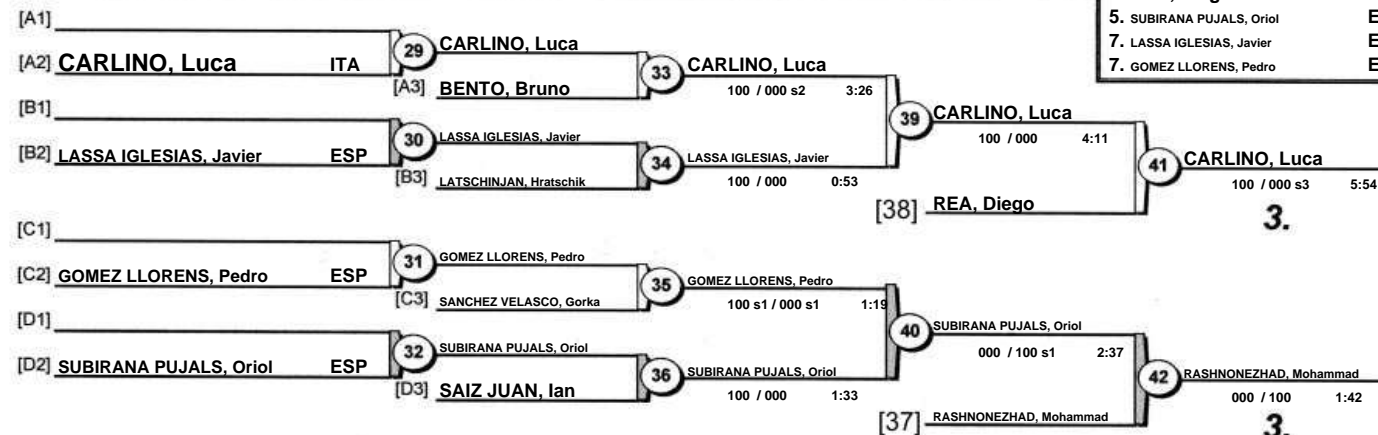 5. SUBIRANA PUJALS, Oriol E
7. LASSA IGLESIAS, Javier E
7. GOMEZ LLORENS, Pedro E
[A1]
[A2] CARLINO, Luca ITA
29
CARLINO, Luca
[A3] BENTO, Bruno
33
CARLINO, Luca
100 / 000 s2 3:26
[B1]
[B2] LASSA IGLESIAS, Javier ESP
30
LASSA IGLESIAS, Javier
[B3] LATSCHINJAN, Hratschik
34
LASSA IGLESIAS, Javier
100 / 000 0:53
39
CARLINO, Luca
100 / 000 4:11
[38] REA, Diego
41
CARLINO, Luca
100 / 000 s3 5:54
3.
[C1]
[C2] GOMEZ LLORENS, Pedro ESP
31
GOMEZ LLORENS, Pedro
[C3] SANCHEZ VELASCO, Gorka
35
GOMEZ LLORENS, Pedro
100 s1 / 000 s1 1:19
[D1]
[D2] SUBIRANA PUJALS, Oriol ESP
32
SUBIRANA PUJALS, Oriol
[D3] SAIZ JUAN, Ian
36
SUBIRANA PUJALS, Oriol
100 / 000 1:33
40
SUBIRANA PUJALS, Oriol
000 / 100 s1 2:37
[37] RASHNONEZHAD, Mohammad
42
RASHNONEZHAD, Mohammad
000 / 100 1:42
3.